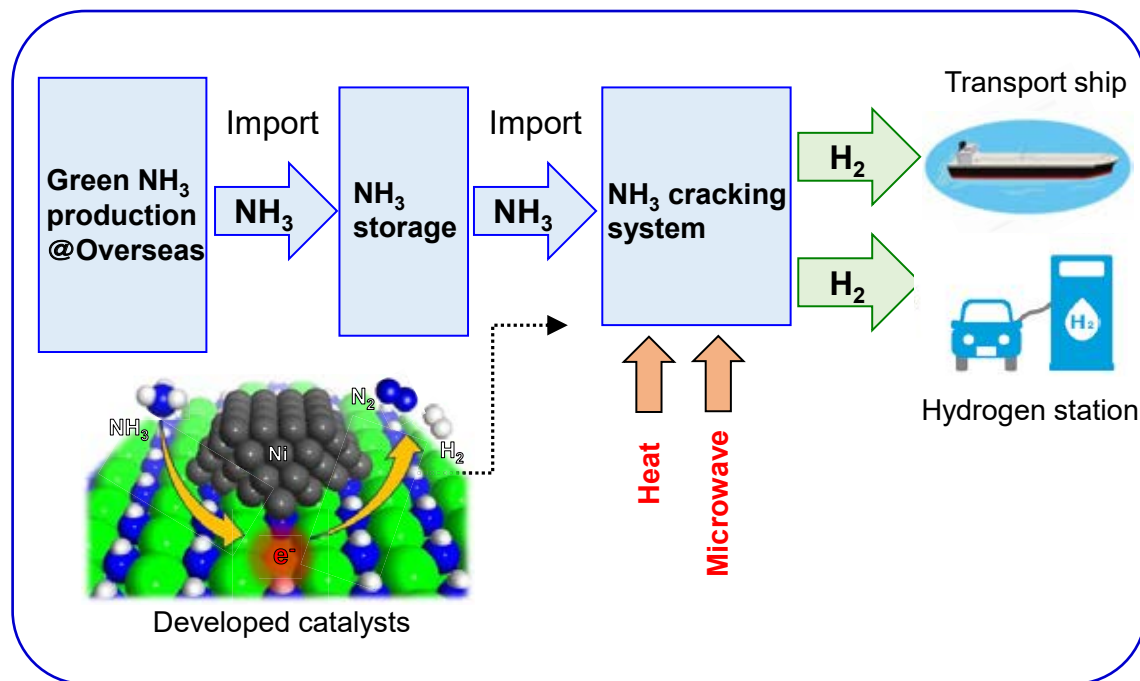 Green NH₃
production
@Overseas
Import
NH₃
NH₃
storage
Import
NH₃
NH₃ cracking
system
H₂
H₂
Transport ship
H₂
Hydrogen station
Heat
Microwave
NH₃
Ni
N₂
H₂
e⁻
Developed catalysts